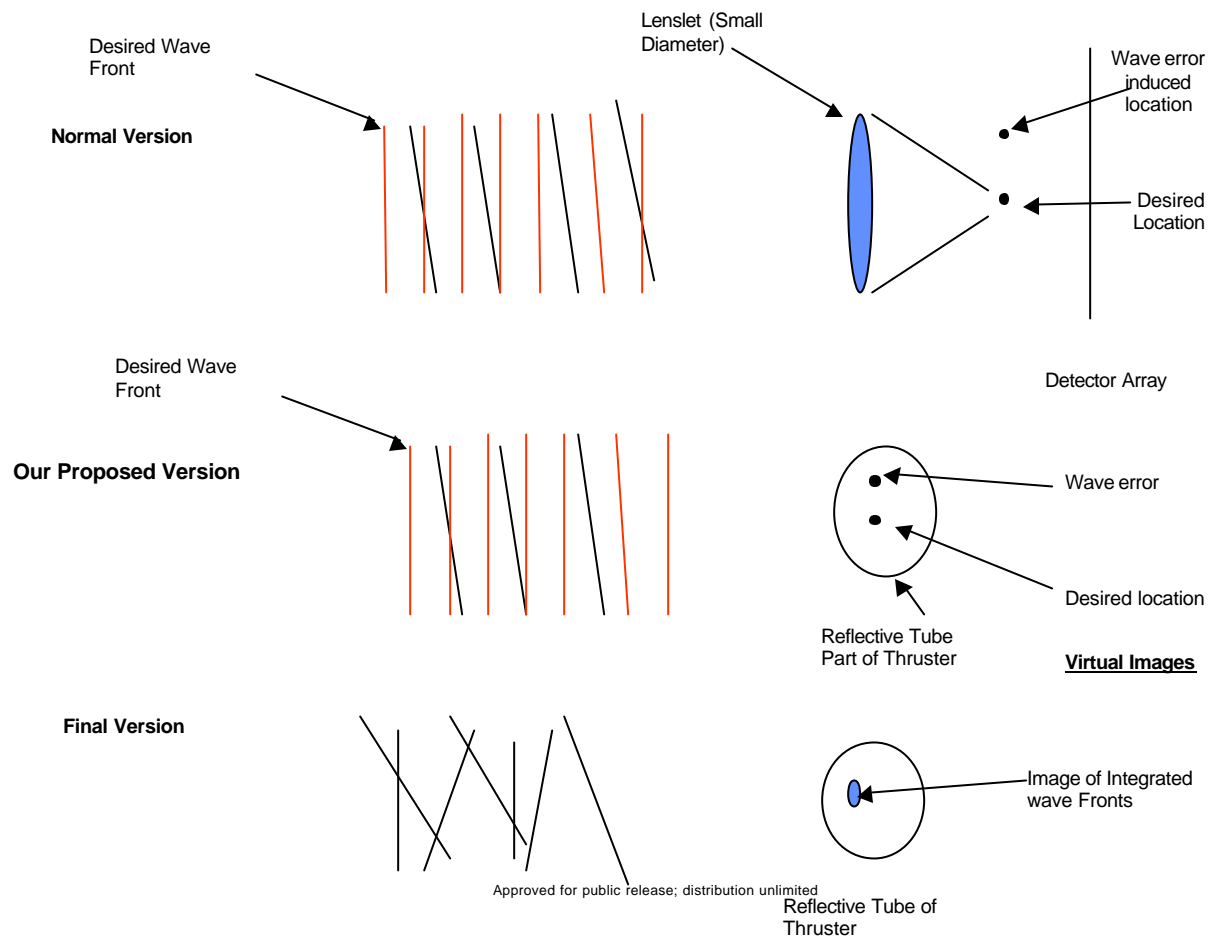 Desired Wave
Front
Lenslet (Small
Diameter)
Wave error
induced
location
Normal Version
Desired
Location
Desired Wave
Front
Detector Array
Our Proposed Version
Wave error
Desired location
Reflective Tube
Part of Thruster
Virtual Images
Final Version
Image of Integrated
wave Fronts
Approved for public release; distribution unlimited
Reflective Tube of
Thruster